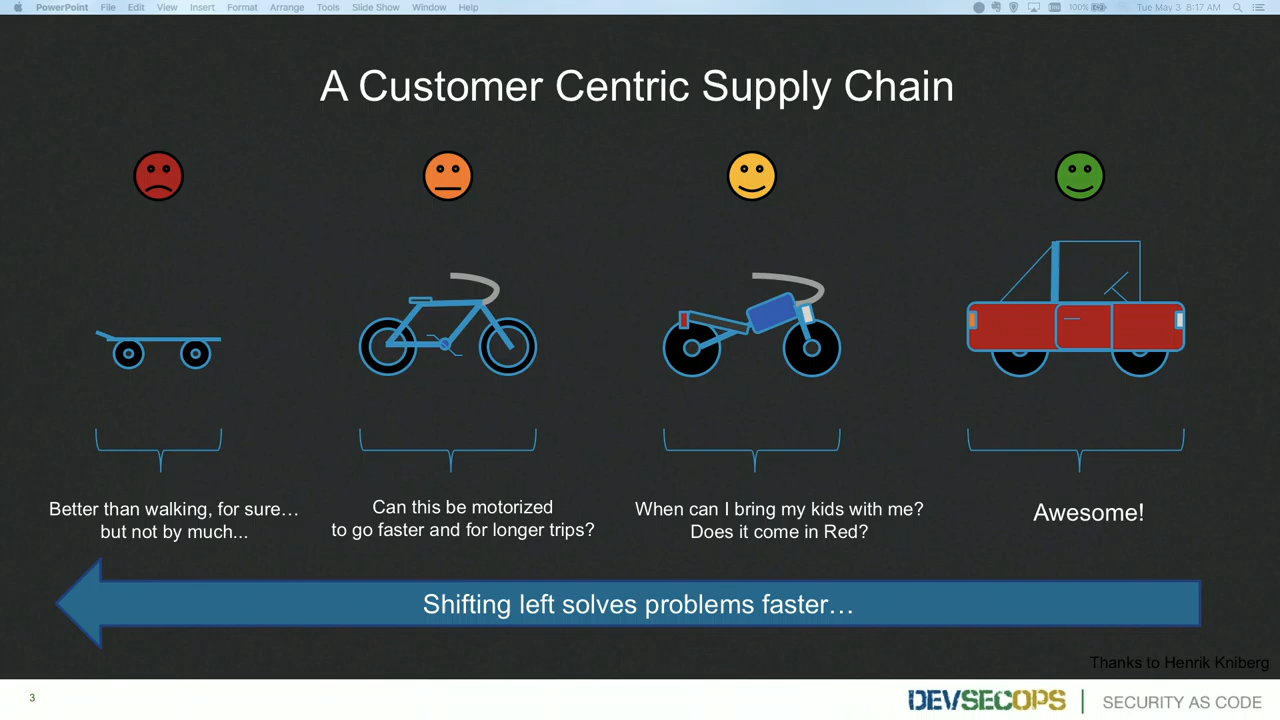 PowerPoint File Edit View Insert Format Arrange Tools Slide Show Window Help 100% Tue May 3 8:17 AM
A Customer Centric Supply Chain
Better than walking, for sure…
but not by much...
Can this be motorized
to go faster and for longer trips?
When can I bring my kids with me?
Does it come in Red?
Awesome!
Shifting left solves problems faster…
Thanks to Henrik Kniberg
3
DEVSECOPS | SECURITY AS CODE